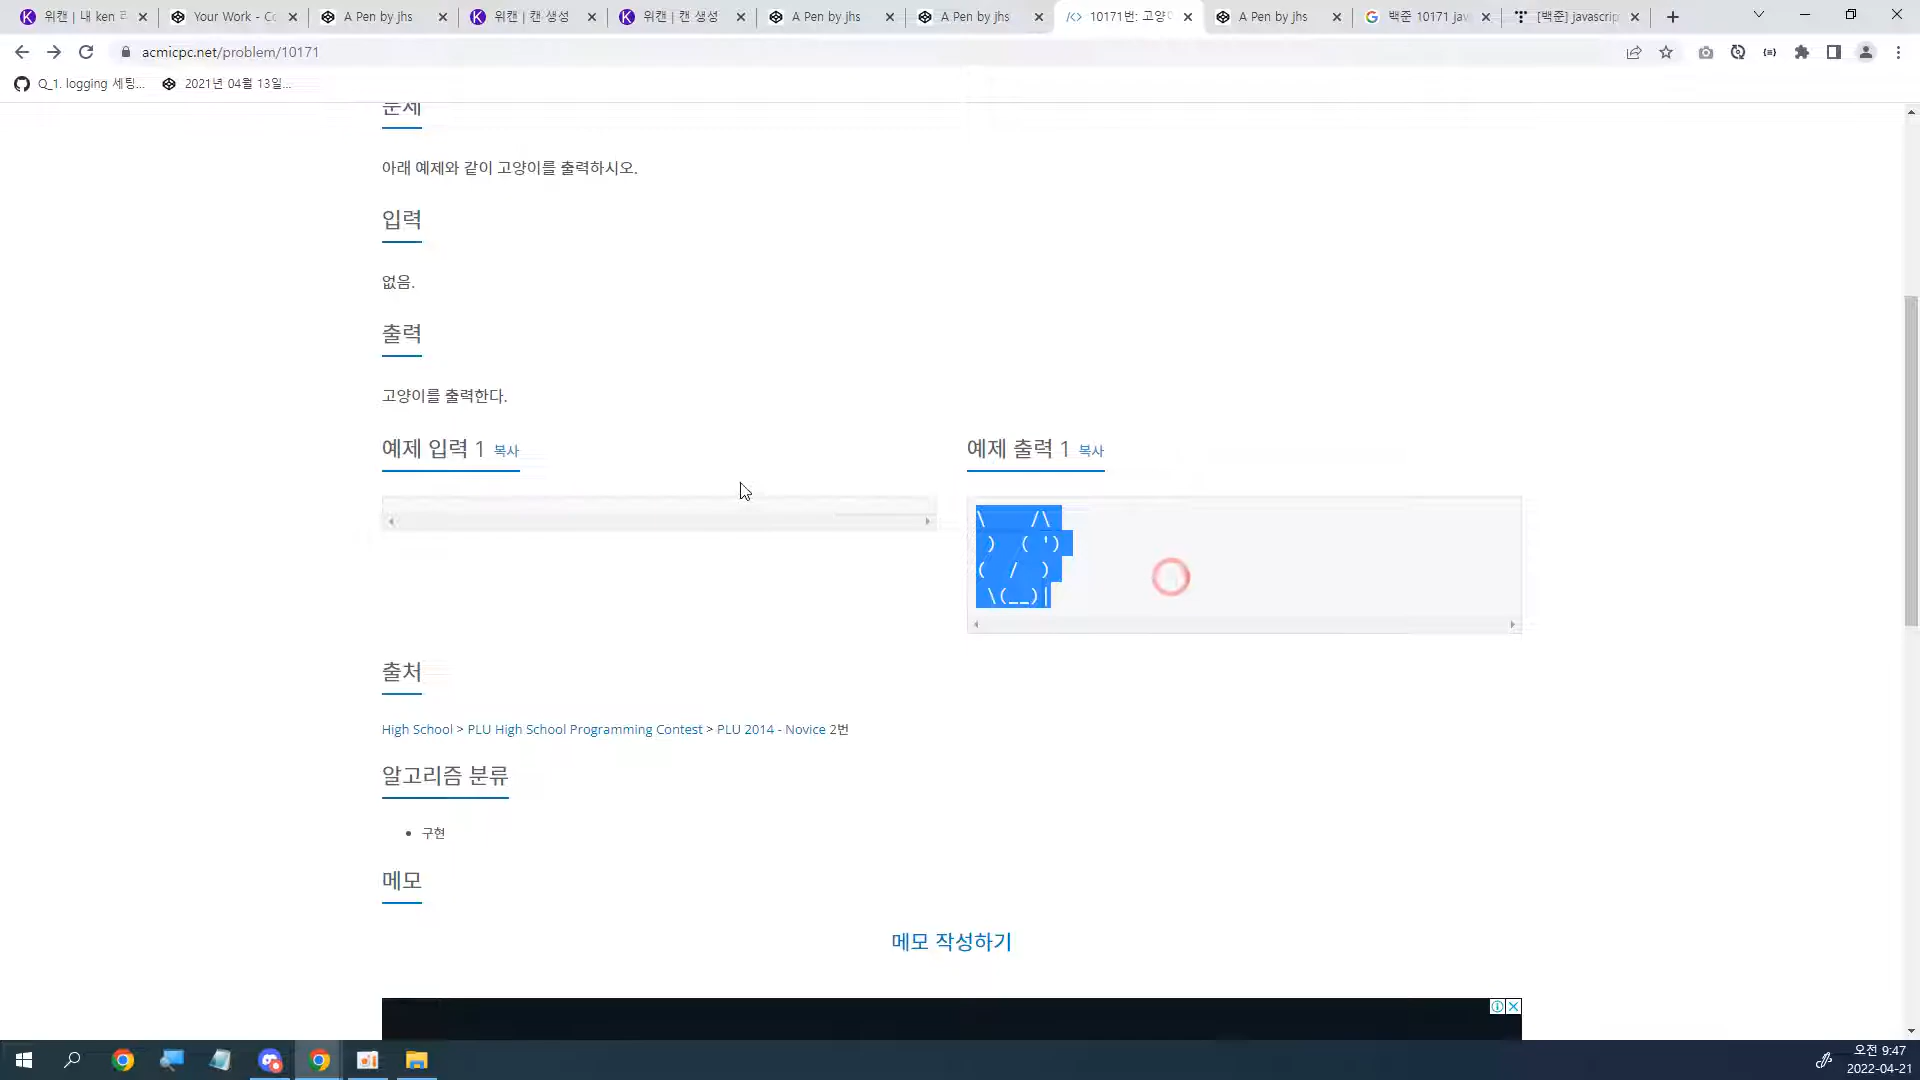 위캔 | 내 ken 리
Your Work - Co
A Pen by jhs
위캔 | 캔 생성
위캔 | 캔 생성
A Pen by jhs
A Pen by jhs
10171번: 고양이
A Pen by jhs
백준 10171 jav
[백준] javascrip
acmicpc.net/problem/10171
Q_1. logging 세팅...
2021년 04월 13일...
문제
아래 예제와 같이 고양이를 출력하시오.
입력
없음.
출력
고양이를 출력한다.
예제 입력 1 복사
예제 출력 1 복사
\    /\
 )  ( ')
(  /  )
 \(__)|
출처
High School > PLU High School Programming Contest > PLU 2014 - Novice 2번
알고리즘 분류
구현
메모
메모 작성하기
오전 9:47
2022-04-21